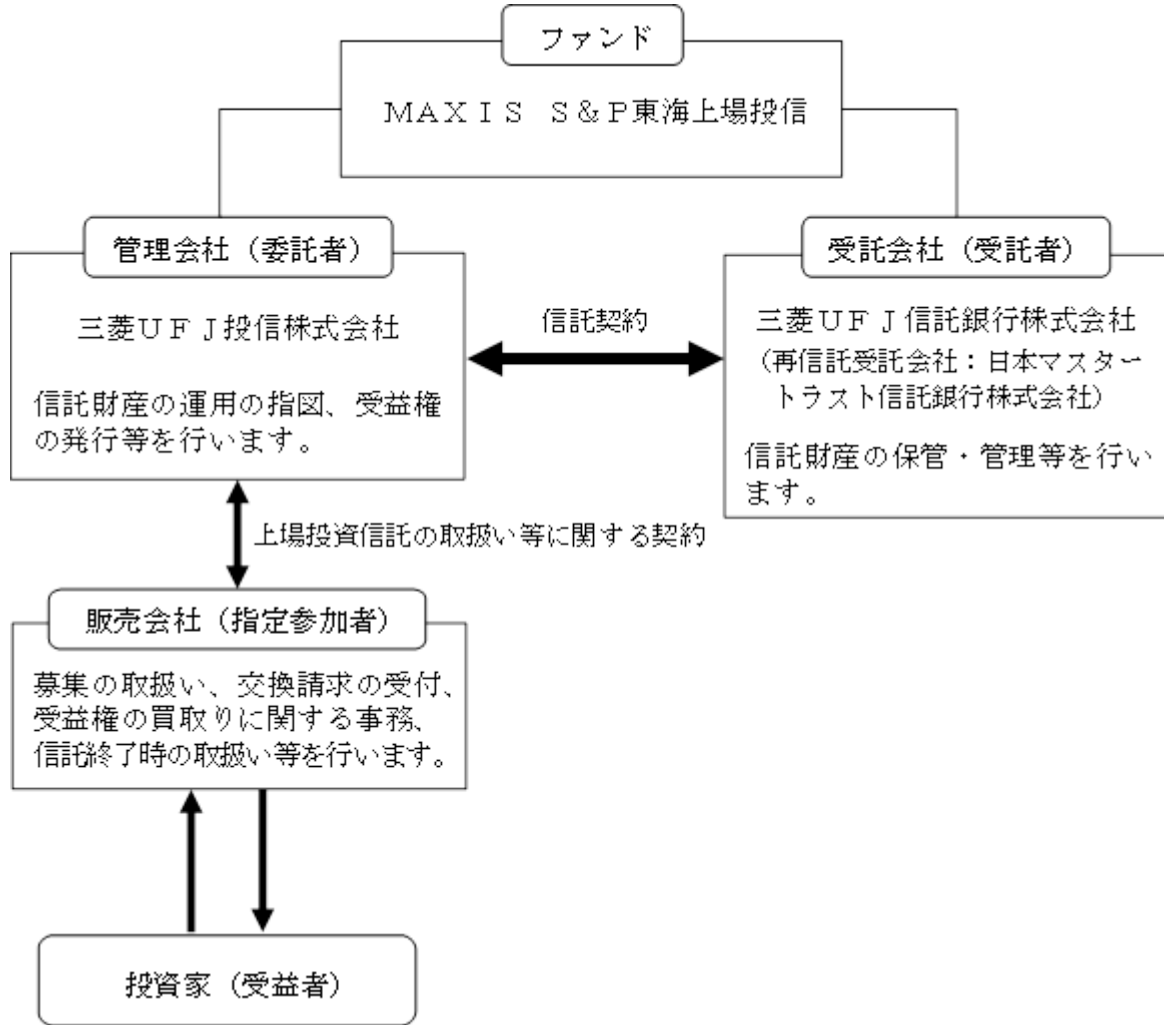 ファンド
ＭＡＸＩＳ Ｓ＆Ｐ東海上場投信
管理会社（委託者）
三菱ＵＦＪ投信株式会社
信託財産の運用の指図、受益権
の発行等を行います。
信託契約
受託会社（受託者）
三菱ＵＦＪ信託銀行株式会社
（再信託受託会社：日本マスター
トラスト信託銀行株式会社）
信託財産の保管・管理等を行い
ます。
上場投資信託の取扱い等に関する契約
販売会社（指定参加者）
募集の取扱い、交換請求の受付、
受益権の買取りに関する事務、
信託終了時の取扱い等を行います。
投資家（受益者）